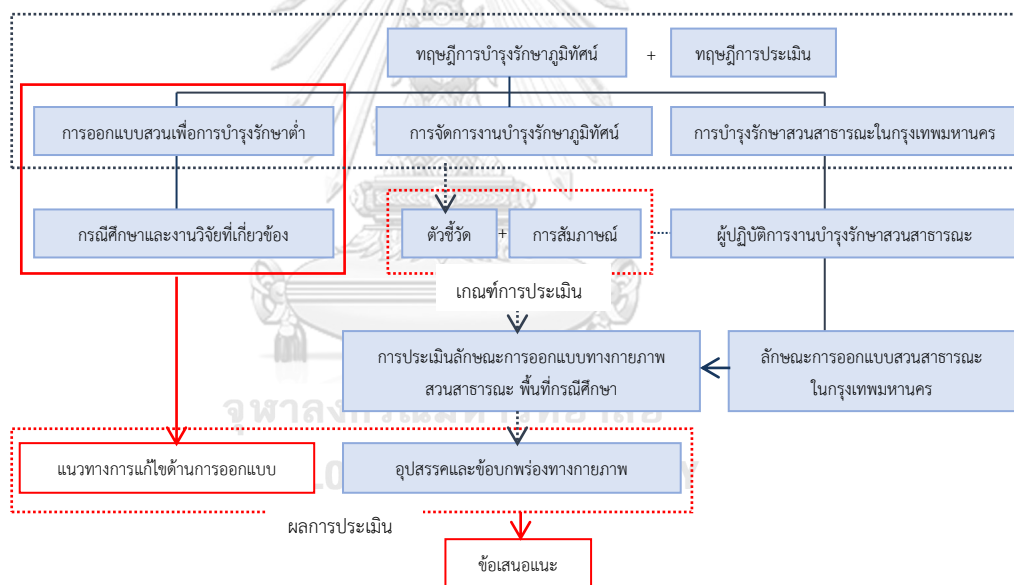 ทฤษฎีการบำรุงรักษาภูมิทัศน์ + ทฤษฎีการประเมิน
การออกแบบสวนเพื่อการบำรุงรักษาต่ำ
การจัดการงานบำรุงรักษาภูมิทัศน์
การบำรุงรักษาสวนสาธารณะในกรุงเทพมหานคร
กรณีศึกษาและงานวิจัยที่เกี่ยวข้อง
ตัวชี้วัด + การสัมภาษณ์
ผู้ปฏิบัติการงานบำรุงรักษาสวนสาธารณะ
เกณฑ์การประเมิน
การประเมินลักษณะการออกแบบทางกายภาพ
สวนสาธารณะ พื้นที่กรณีศึกษา
ลักษณะการออกแบบสวนสาธารณะ
ในกรุงเทพมหานคร
จุฬาลงกรณ์มหาวิทยาลัย
แนวทางการแก้ไขด้านการออกแบบ
อุปสรรคและข้อบกพร่องทางกายภาพ
ผลการประเมิน
ข้อเสนอแนะ